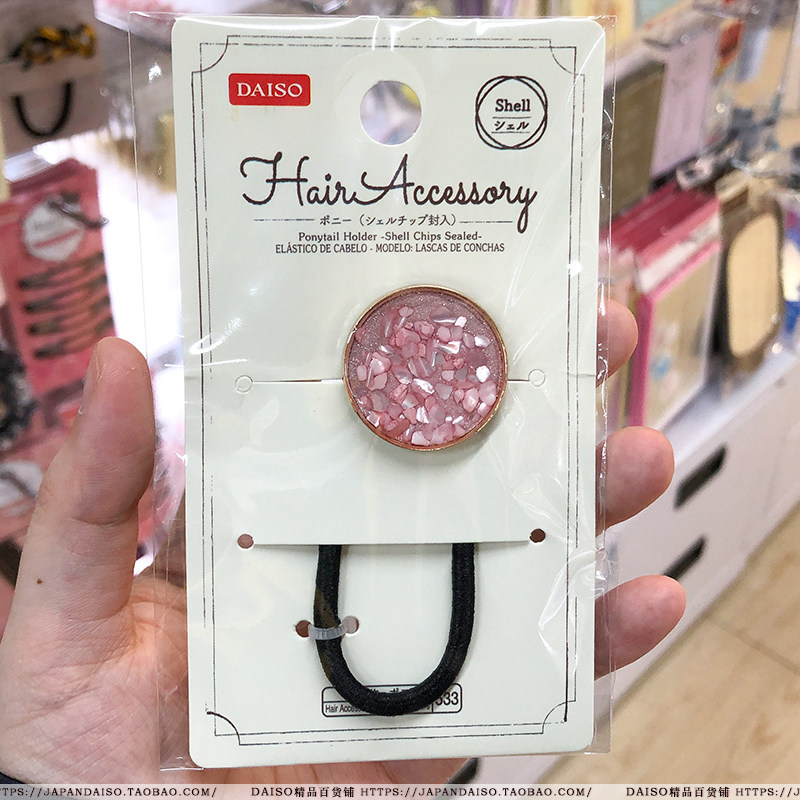 DAISO
Shell
シェル
Hair Accessory
ポニー（シェルチップ封入）
Ponytail Holder -Shell Chips Sealed-
ELÁSTICO DE CABELO - MODELO: LASCAS DE CONCHAS
Hair Acces
333
TTPS://JAPANDAISO.TAOBAO.COM/ DAISO精品百货铺 HTTPS://JAPANDAISO.TAOBAO.COM/ DAISO精品百货铺 HTTPS://J